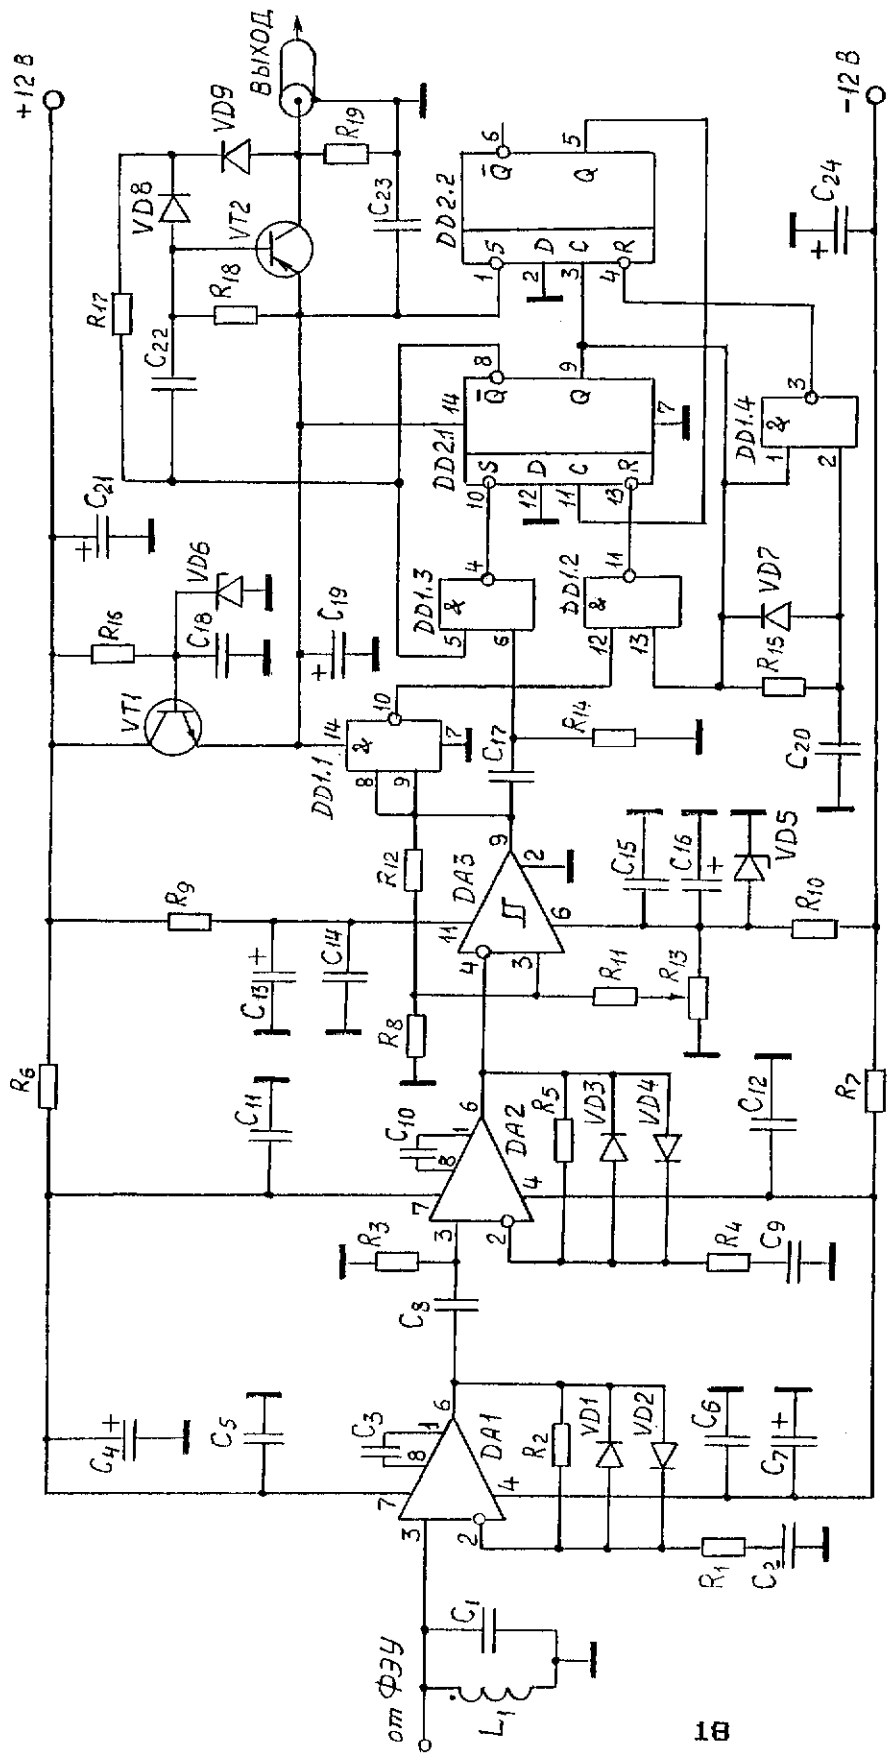 +12 В
-12 В
от ФЭУ
ВЫХОД
L1
C1
3
7
2
4
8
1
6
DA1
C3
C4
+
C5
R2
VD1
VD2
C6
C7
+
R1
C2
C8
R3
3
7
2
4
8
1
6
DA2
C10
C11
R6
R5
VD3
VD4
C12
R4
C9
R7
R8
R9
C13
+
C14
4
3
11
6
9
2
DA3
R12
R11
R13
C15
C16
+
VD5
R10
DD1.1
8
9
&
14
7
10
C17
R14
VT1
R16
C18
VD6
C19
+
C21
+
DD1.3
5
6
&
4
DD1.2
12
13
&
11
R15
VD7
C20
DD2.1
14
10
12
11
13
S
D
C
R
Q̅
Q
8
9
7
DD1.4
1
2
&
3
R17
C22
R18
VT2
VD8
VD9
R19
C23
DD2.2
1
2
3
4
S
D
C
R
Q̅
Q
6
5
C24
+
18